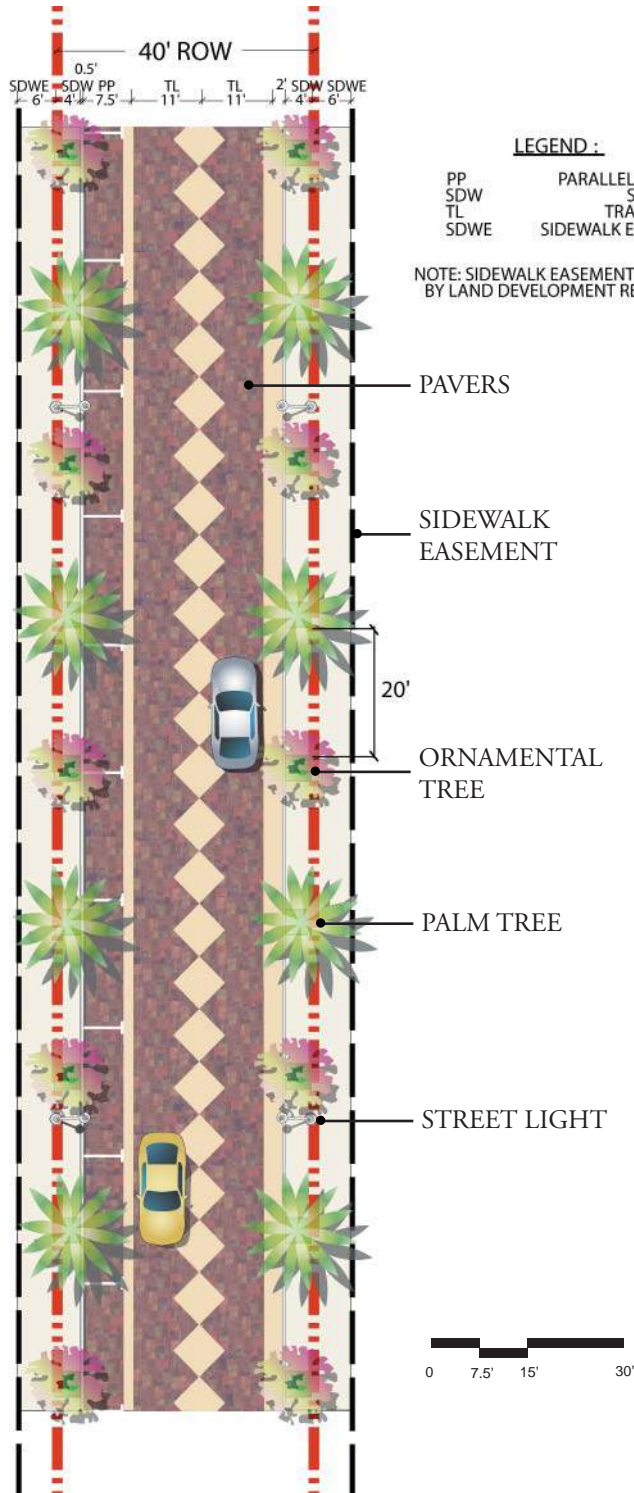 40' ROW
0.5'
SDWE SDW PP TL TL 2' SDW SDWE
6' 4' 7.5' 11' 11' 4' 6'
LEGEND :
PP PARALLEL
SDW S
TL TRA
SDWE SIDEWALK E
NOTE: SIDEWALK EASEMENT
BY LAND DEVELOPMENT RE
PAVERS
SIDEWALK
EASEMENT
20'
ORNAMENTAL
TREE
PALM TREE
STREET LIGHT
0 7.5' 15' 30'